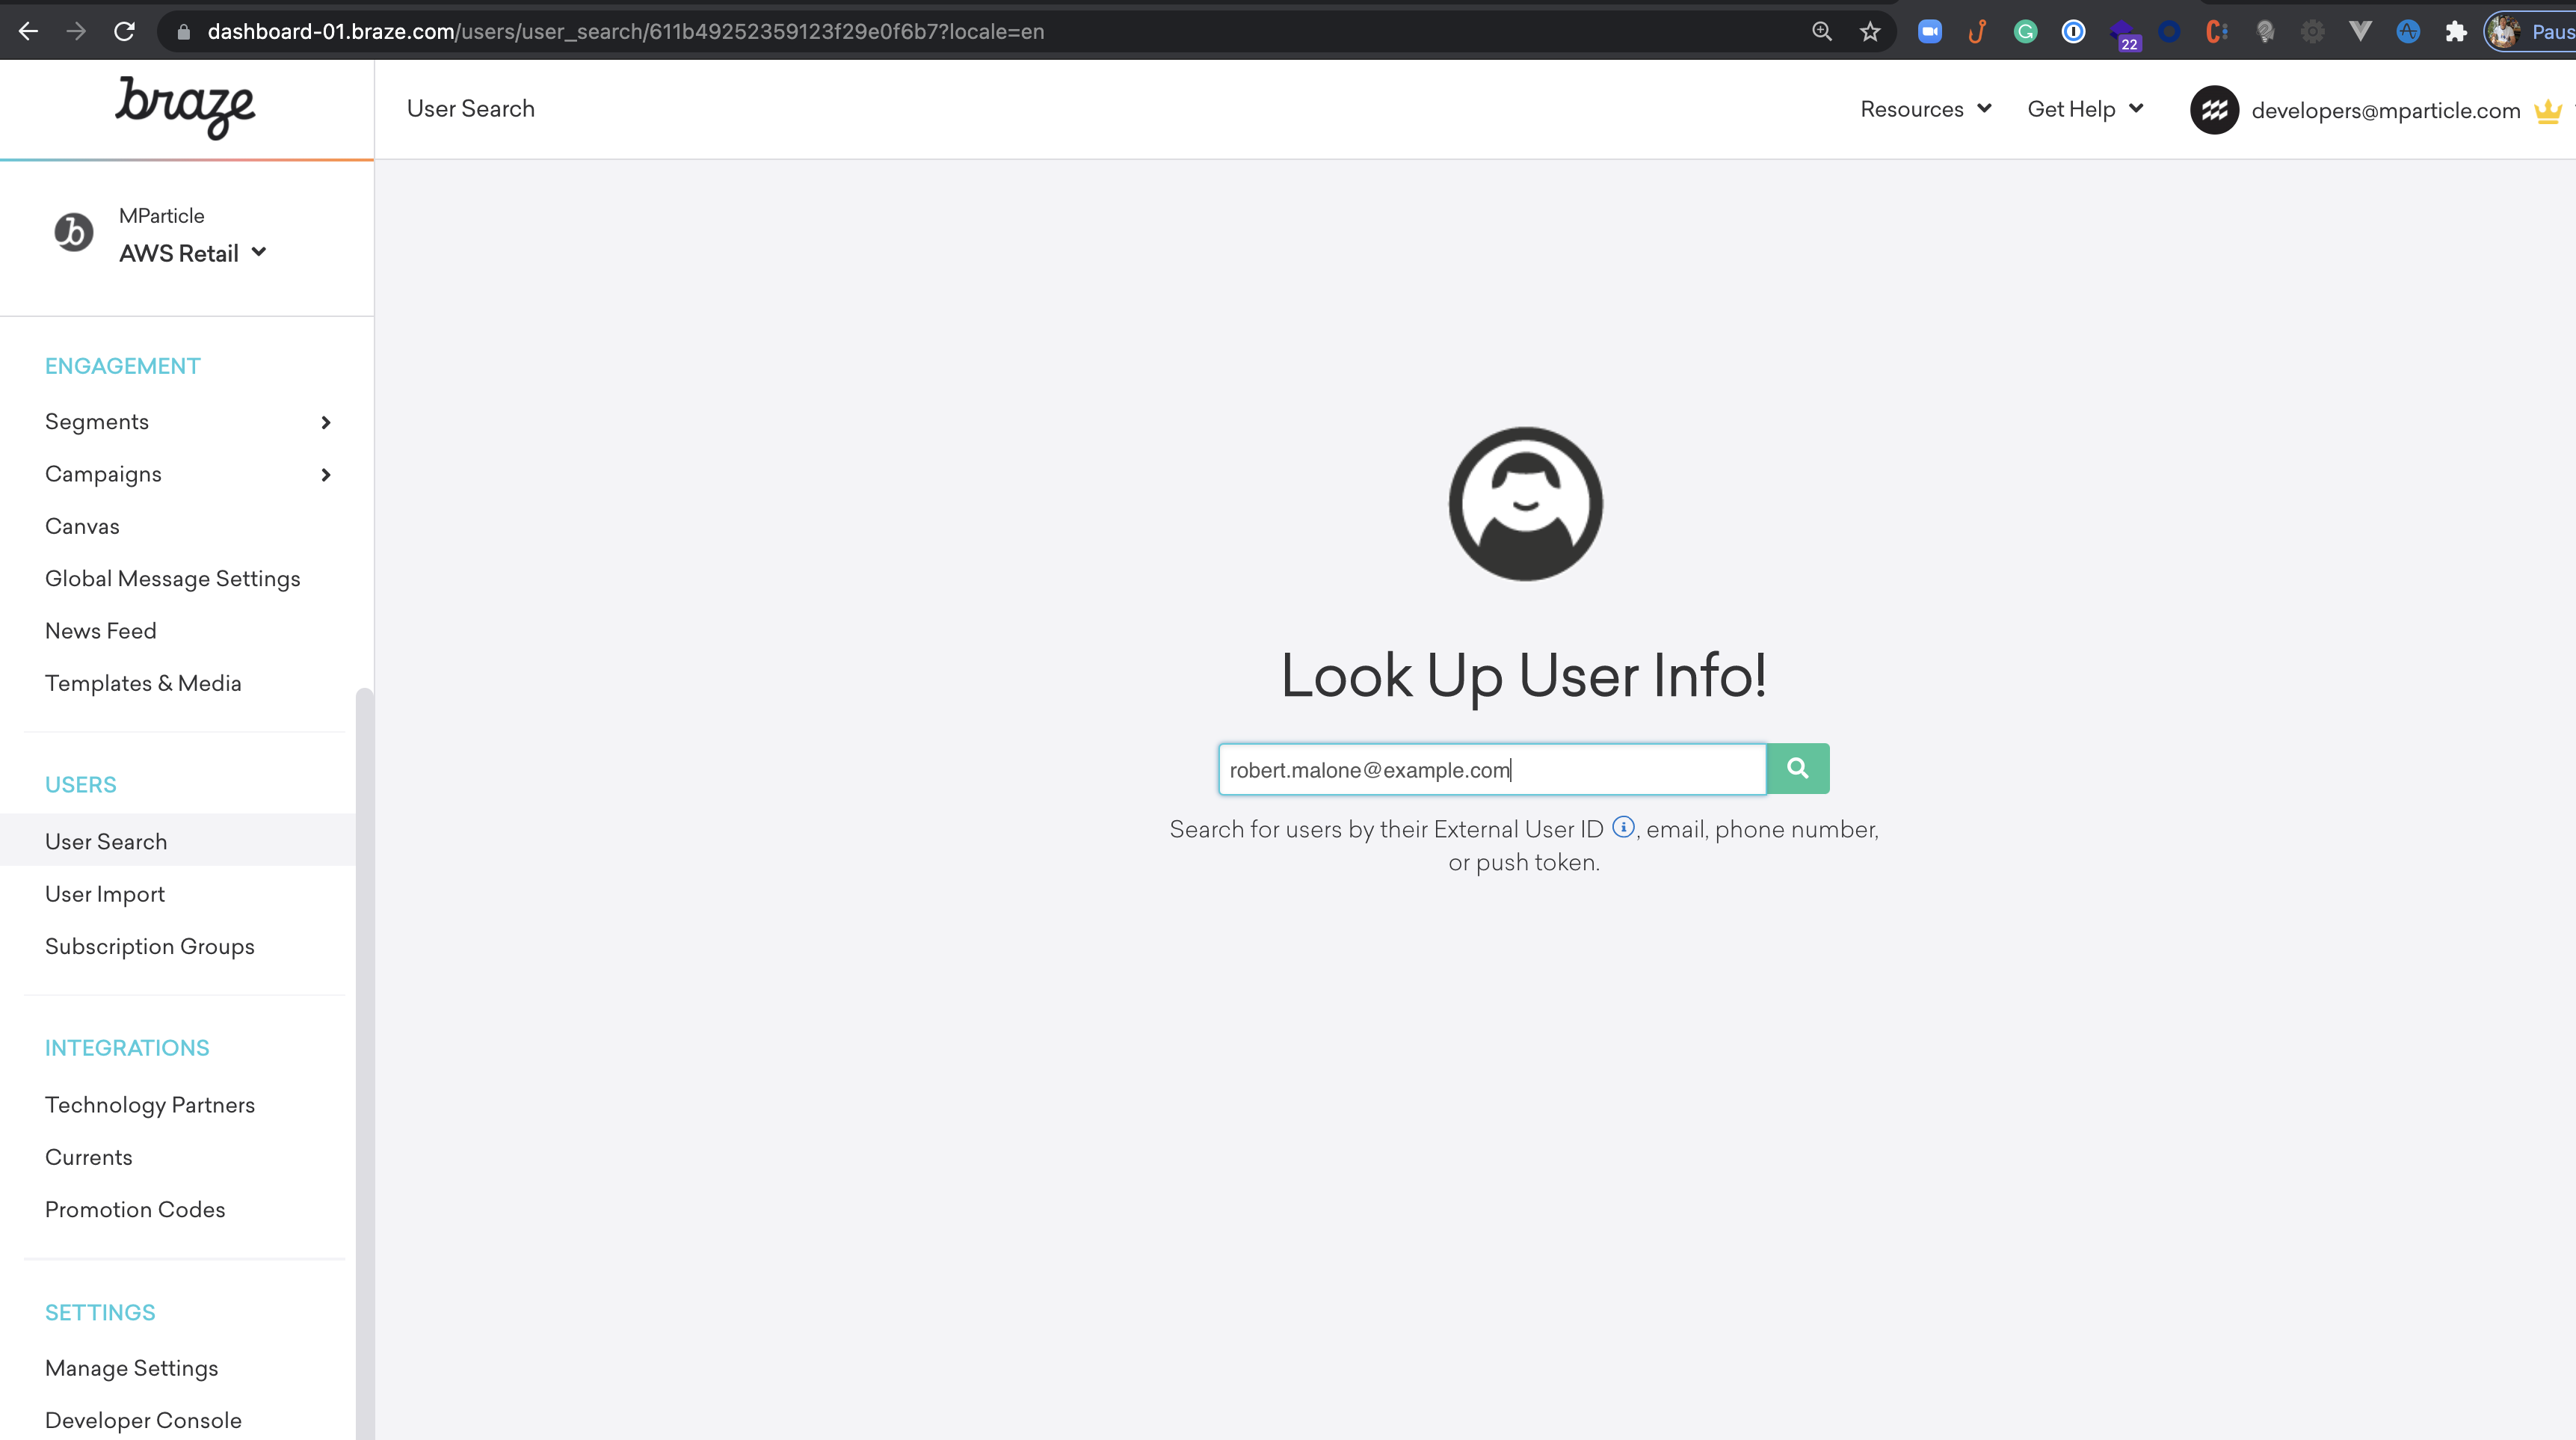 dashboard-01.braze.com/users/user_search/611b49252359123f29e0f6b7?locale=en
22
Paus
braze
User Search
Resources
Get Help
developers@mparticle.com
MParticle
AWS Retail
ENGAGEMENT
Segments
Campaigns
Canvas
Global Message Settings
News Feed
Templates & Media
USERS
User Search
User Import
Subscription Groups
INTEGRATIONS
Technology Partners
Currents
Promotion Codes
SETTINGS
Manage Settings
Developer Console
Look Up User Info!
robert.malone@example.com
Search for users by their External User ID , email, phone number,
or push token.